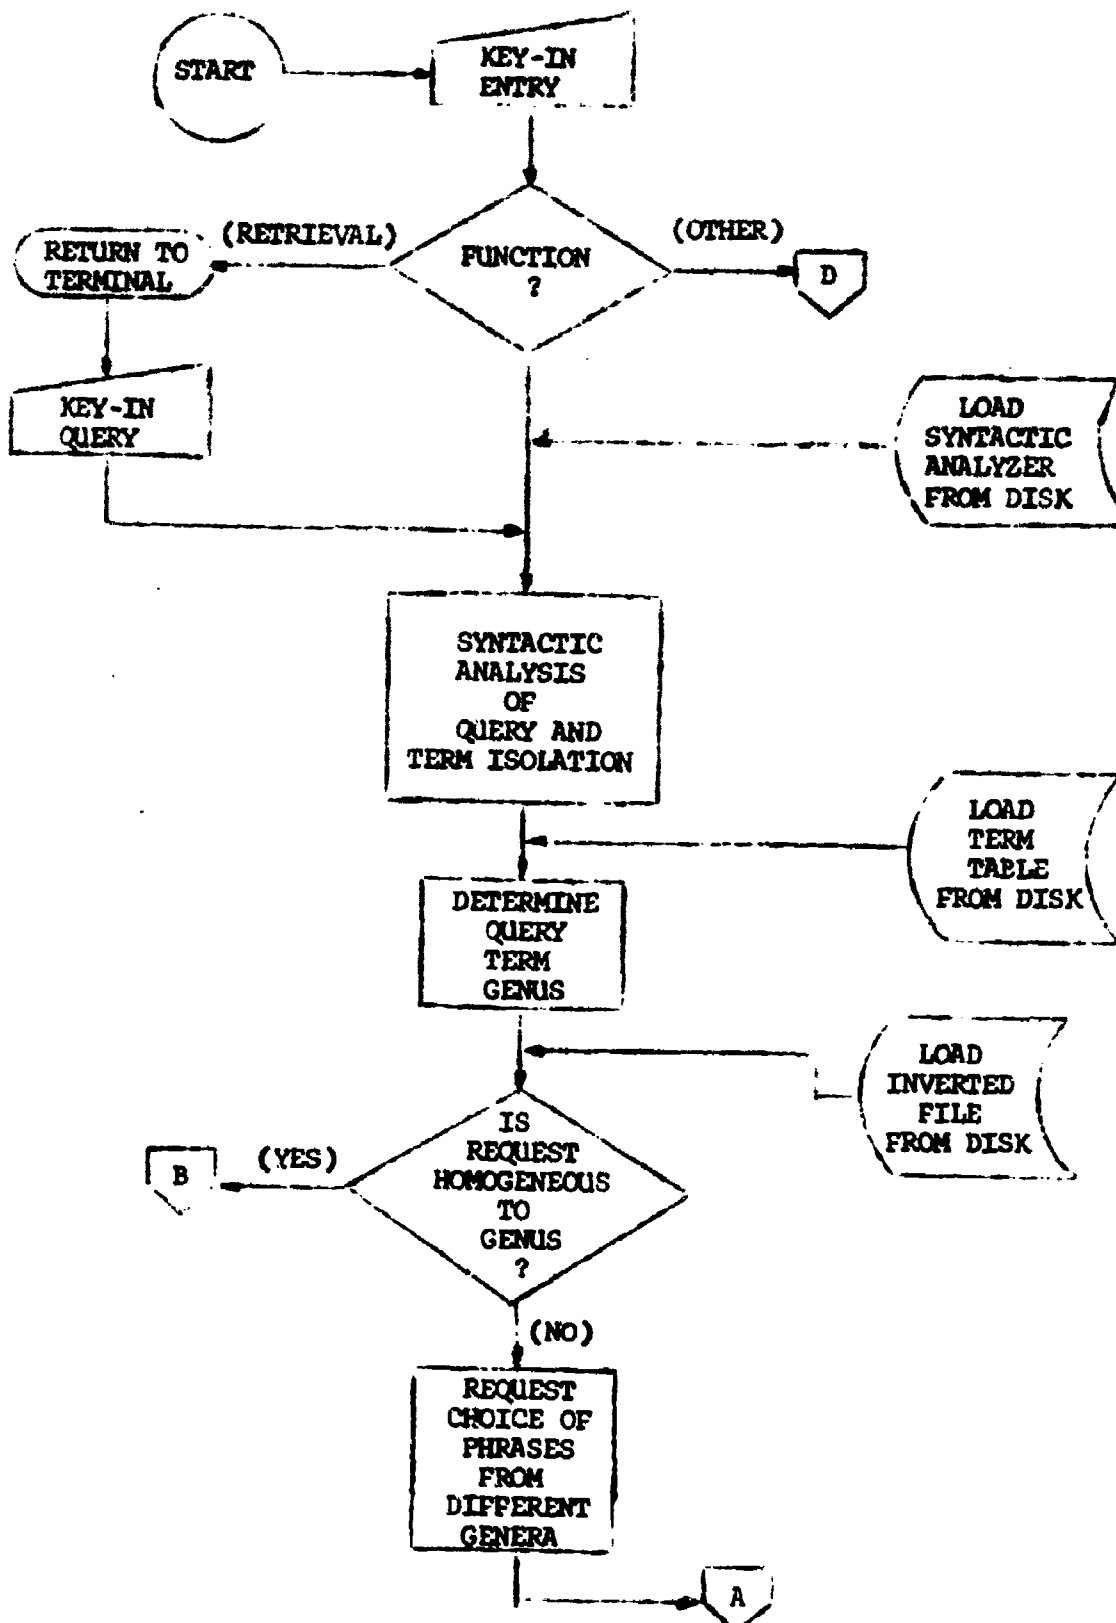 START
KEY-IN
ENTRY
(RETRIEVAL)
FUNCTION
?
(OTHER)
D
RETURN TO
TERMINAL
KEY-IN
QUERY
LOAD
SYNTACTIC
ANALYZER
FROM DISK
SYNTACTIC
ANALYSIS
OF
QUERY AND
TERM ISOLATION
LOAD
TERM
TABLE
FROM DISK
DETERMINE
QUERY
TERM
GENUS
LOAD
INVERTED
FILE
FROM DISK
IS
REQUEST
HOMOGENEOUS
TO
GENUS
?
(YES)
B
(NO)
REQUEST
CHOICE OF
PHRASES
FROM
DIFFERENT
GENERA
A